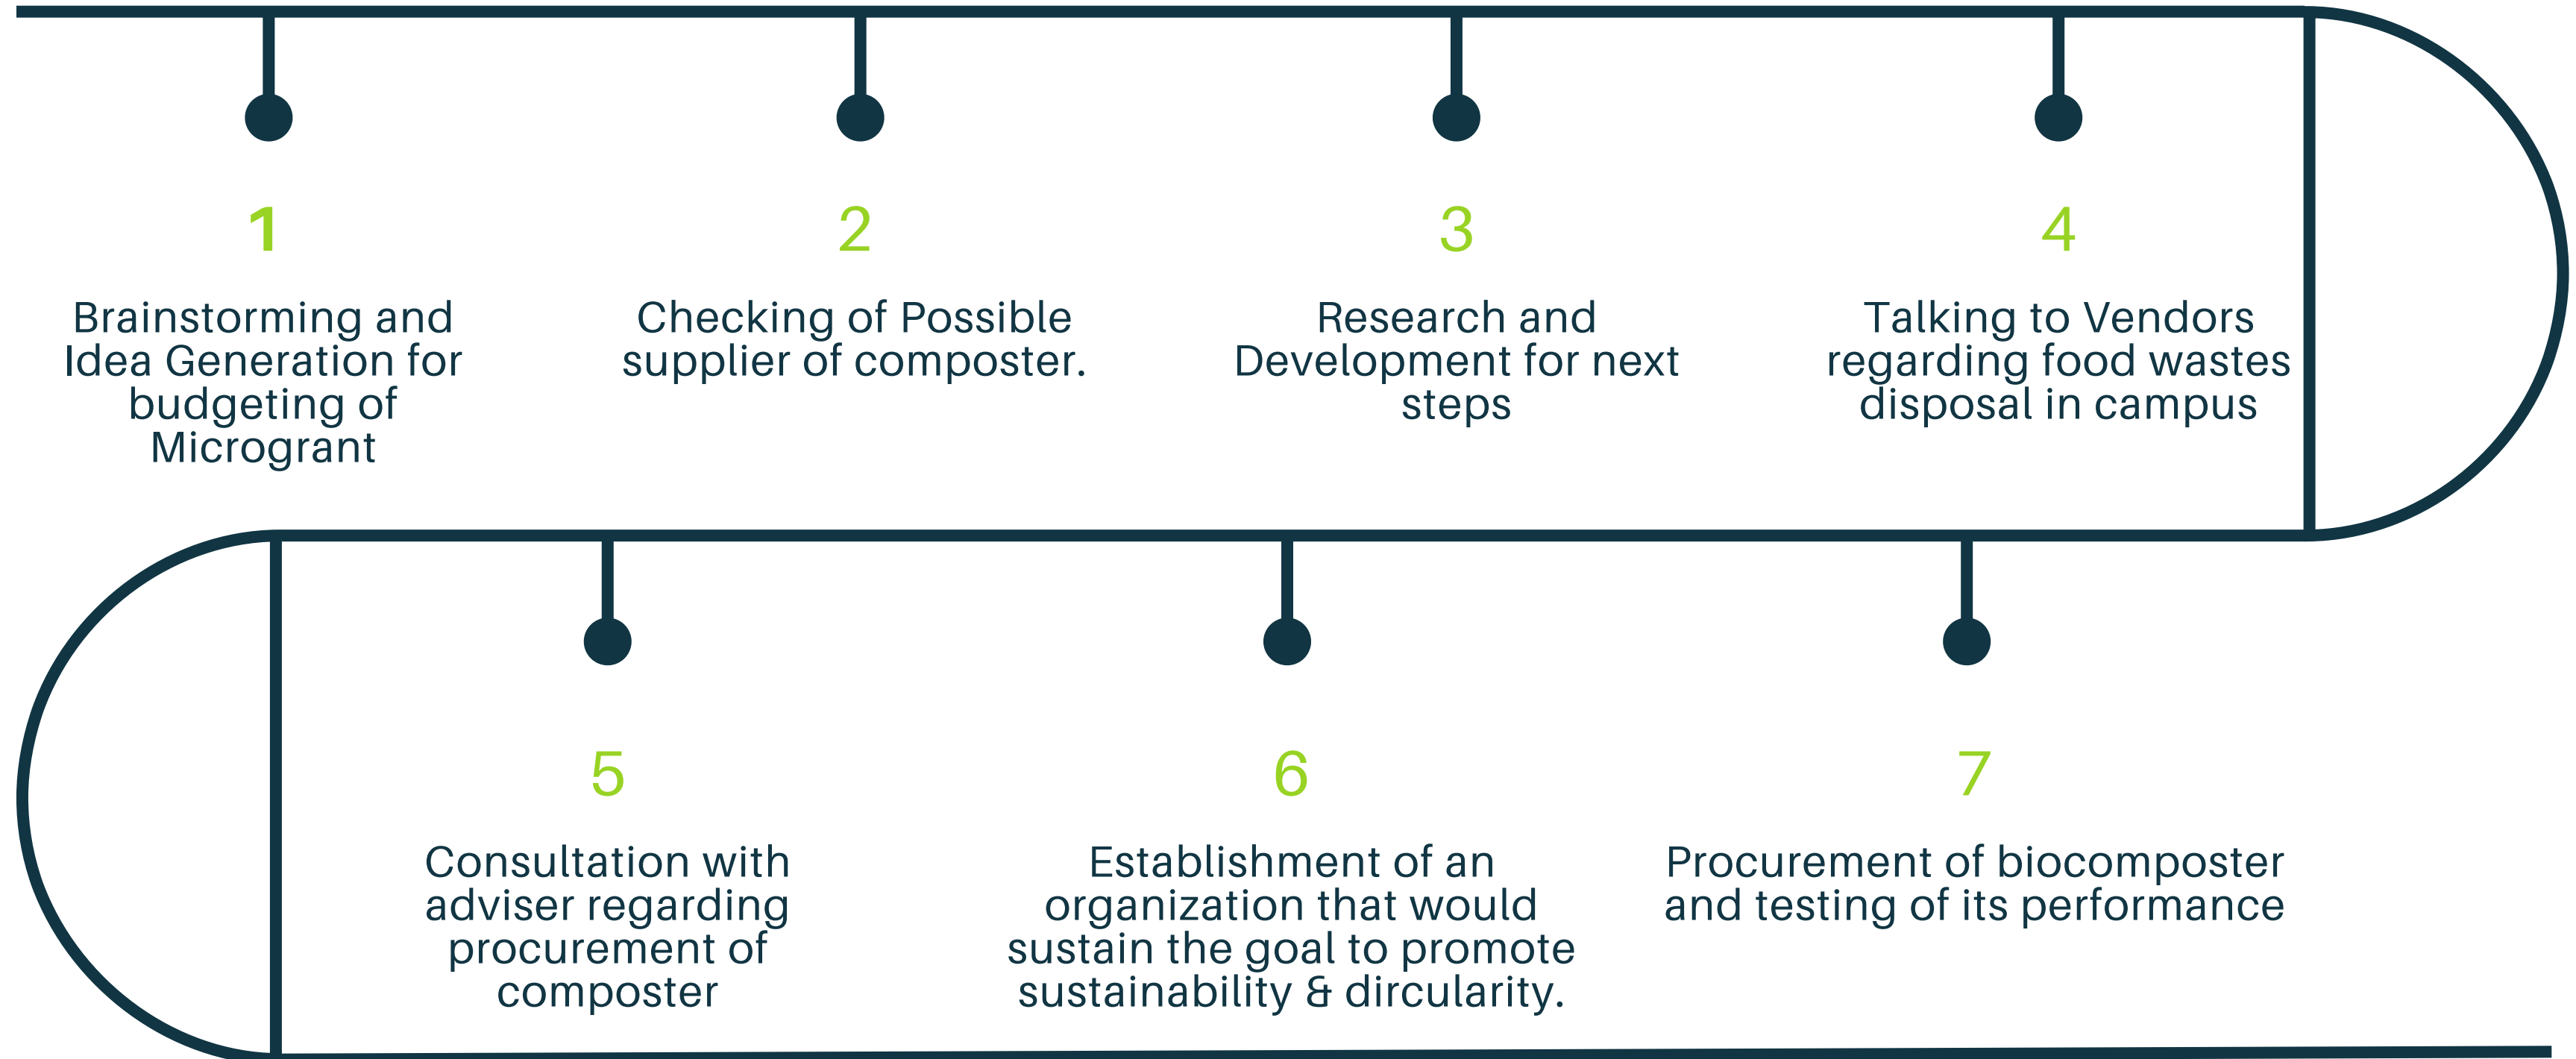 1
Brainstorming and
Idea Generation for
budgeting of
Microgrant
2
Checking of Possible
supplier of composter.
3
Research and
Development for next
steps
4
Talking to Vendors
regarding food wastes
disposal in campus
5
Consultation with
adviser regarding
procurement of
composter
6
Establishment of an
organization that would
sustain the goal to promote
sustainability & dircularity.
7
Procurement of biocomposter
and testing of its performance